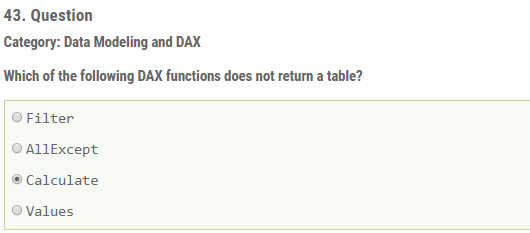 43. Question
Category: Data Modeling and DAX
Which of the following DAX functions does not return a table?
Filter
AllExcept
Calculate
Values